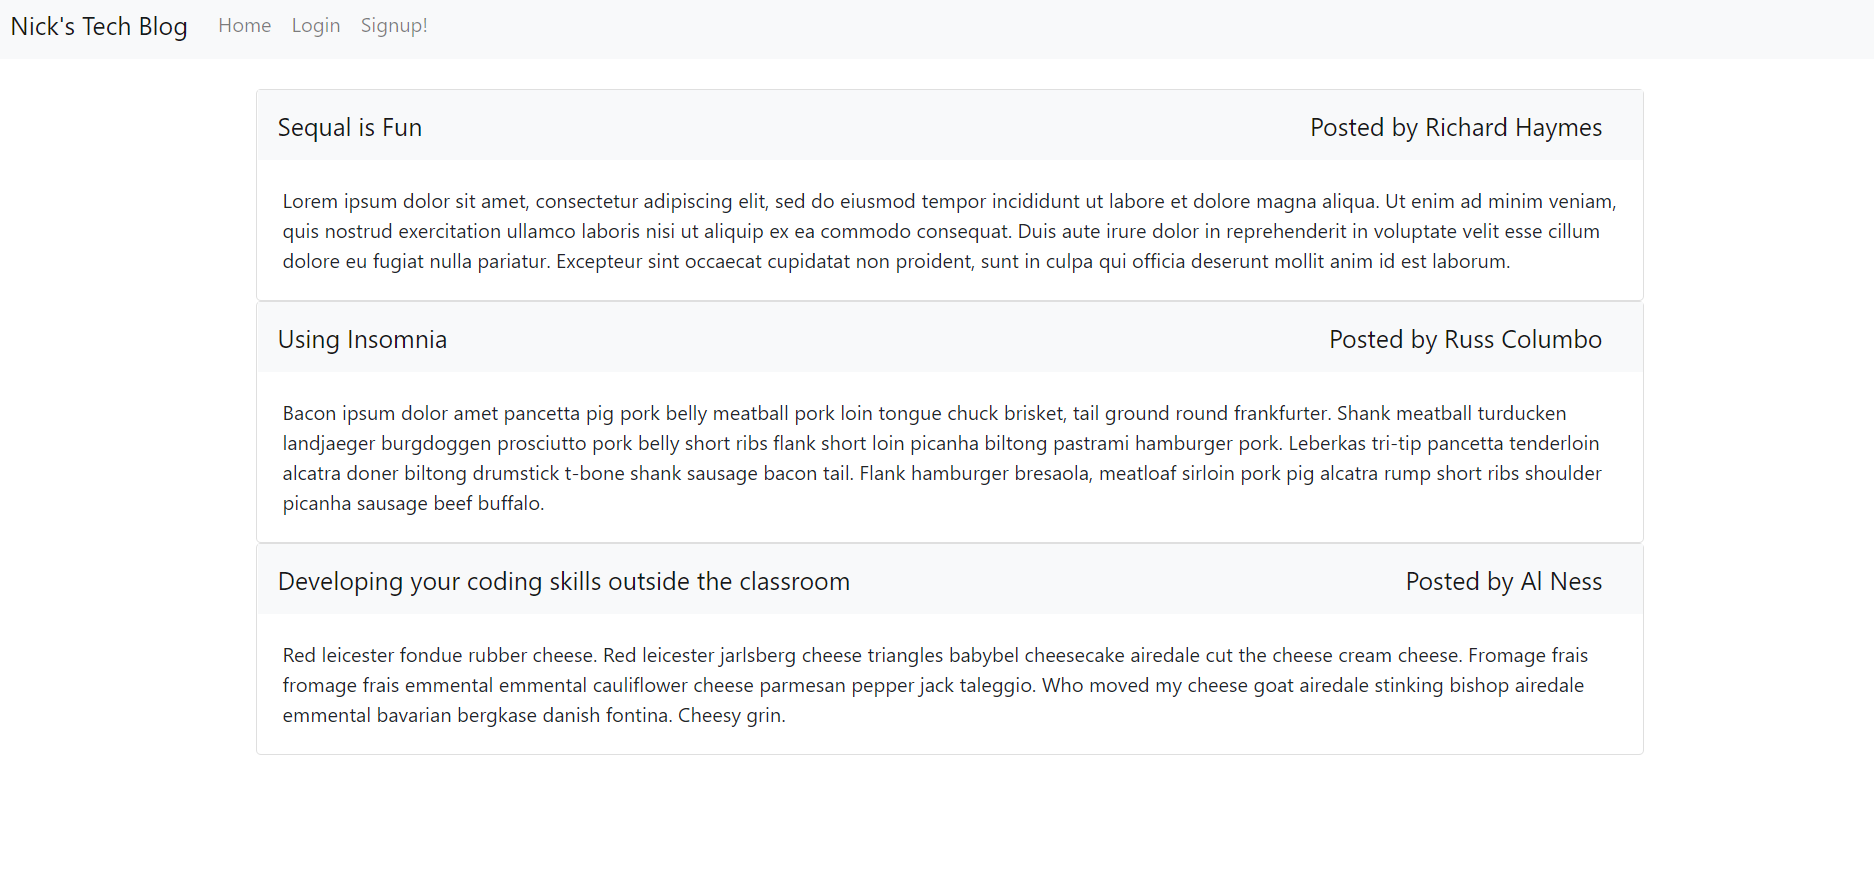 Nick's Tech Blog Home Login Signup!
Sequal is Fun Posted by Richard Haymes
Lorem ipsum dolor sit amet, consectetur adipiscing elit, sed do eiusmod tempor incididunt ut labore et dolore magna aliqua. Ut enim ad minim veniam,
quis nostrud exercitation ullamco laboris nisi ut aliquip ex ea commodo consequat. Duis aute irure dolor in reprehenderit in voluptate velit esse cillum
dolore eu fugiat nulla pariatur. Excepteur sint occaecat cupidatat non proident, sunt in culpa qui officia deserunt mollit anim id est laborum.
Using Insomnia Posted by Russ Columbo
Bacon ipsum dolor amet pancetta pig pork belly meatball pork loin tongue chuck brisket, tail ground round frankfurter. Shank meatball turducken
landjaeger burgdoggen prosciutto pork belly short ribs flank short loin picanha biltong pastrami hamburger pork. Leberkas tri-tip pancetta tenderloin
alcatra doner biltong drumstick t-bone shank sausage bacon tail. Flank hamburger bresaola, meatloaf sirloin pork pig alcatra rump short ribs shoulder
picanha sausage beef buffalo.
Developing your coding skills outside the classroom Posted by Al Ness
Red leicester fondue rubber cheese. Red leicester jarlsberg cheese triangles babybel cheesecake airedale cut the cheese cream cheese. Fromage frais
fromage frais emmental emmental cauliflower cheese parmesan pepper jack taleggio. Who moved my cheese goat airedale stinking bishop airedale
emmental bavarian bergkase danish fontina. Cheesy grin.